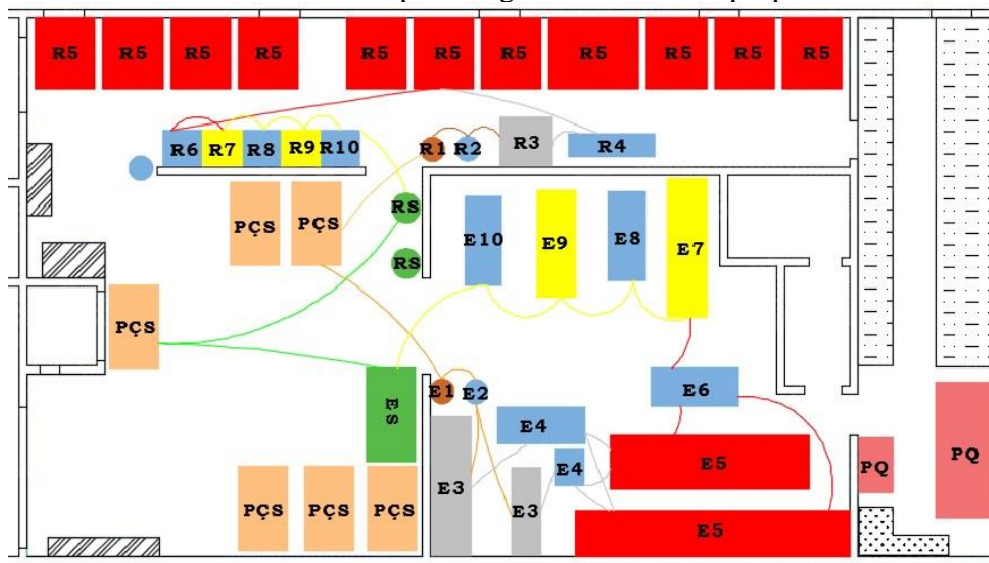 R5 R5 R5 R5 R5 R5 R5 R5 R5 R5
R6 R7 R8 R9 R10 R1 R2 R3 R4
PÇS PÇS RS
RS
E10 E9 E8 E7
PÇS
E6
ES E1 E2
E4
E5 PQ PQ
E4
E3 E3
PÇS PÇS PÇS
E5